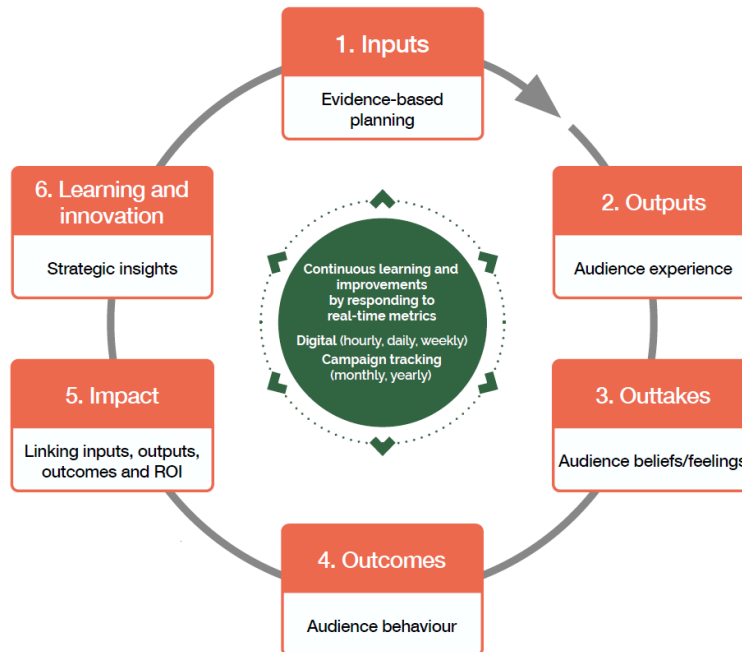 1. Inputs
Evidence-based
planning
2. Outputs
Audience experience
3. Outtakes
Audience beliefs/feelings
4. Outcomes
Audience behaviour
5. Impact
Linking inputs, outputs,
outcomes and ROI
6. Learning and
innovation
Strategic insights
Continuous learning and
improvements
by responding to
real-time metrics
Digital (hourly, daily, weekly)
Campaign tracking
(monthly, yearly)